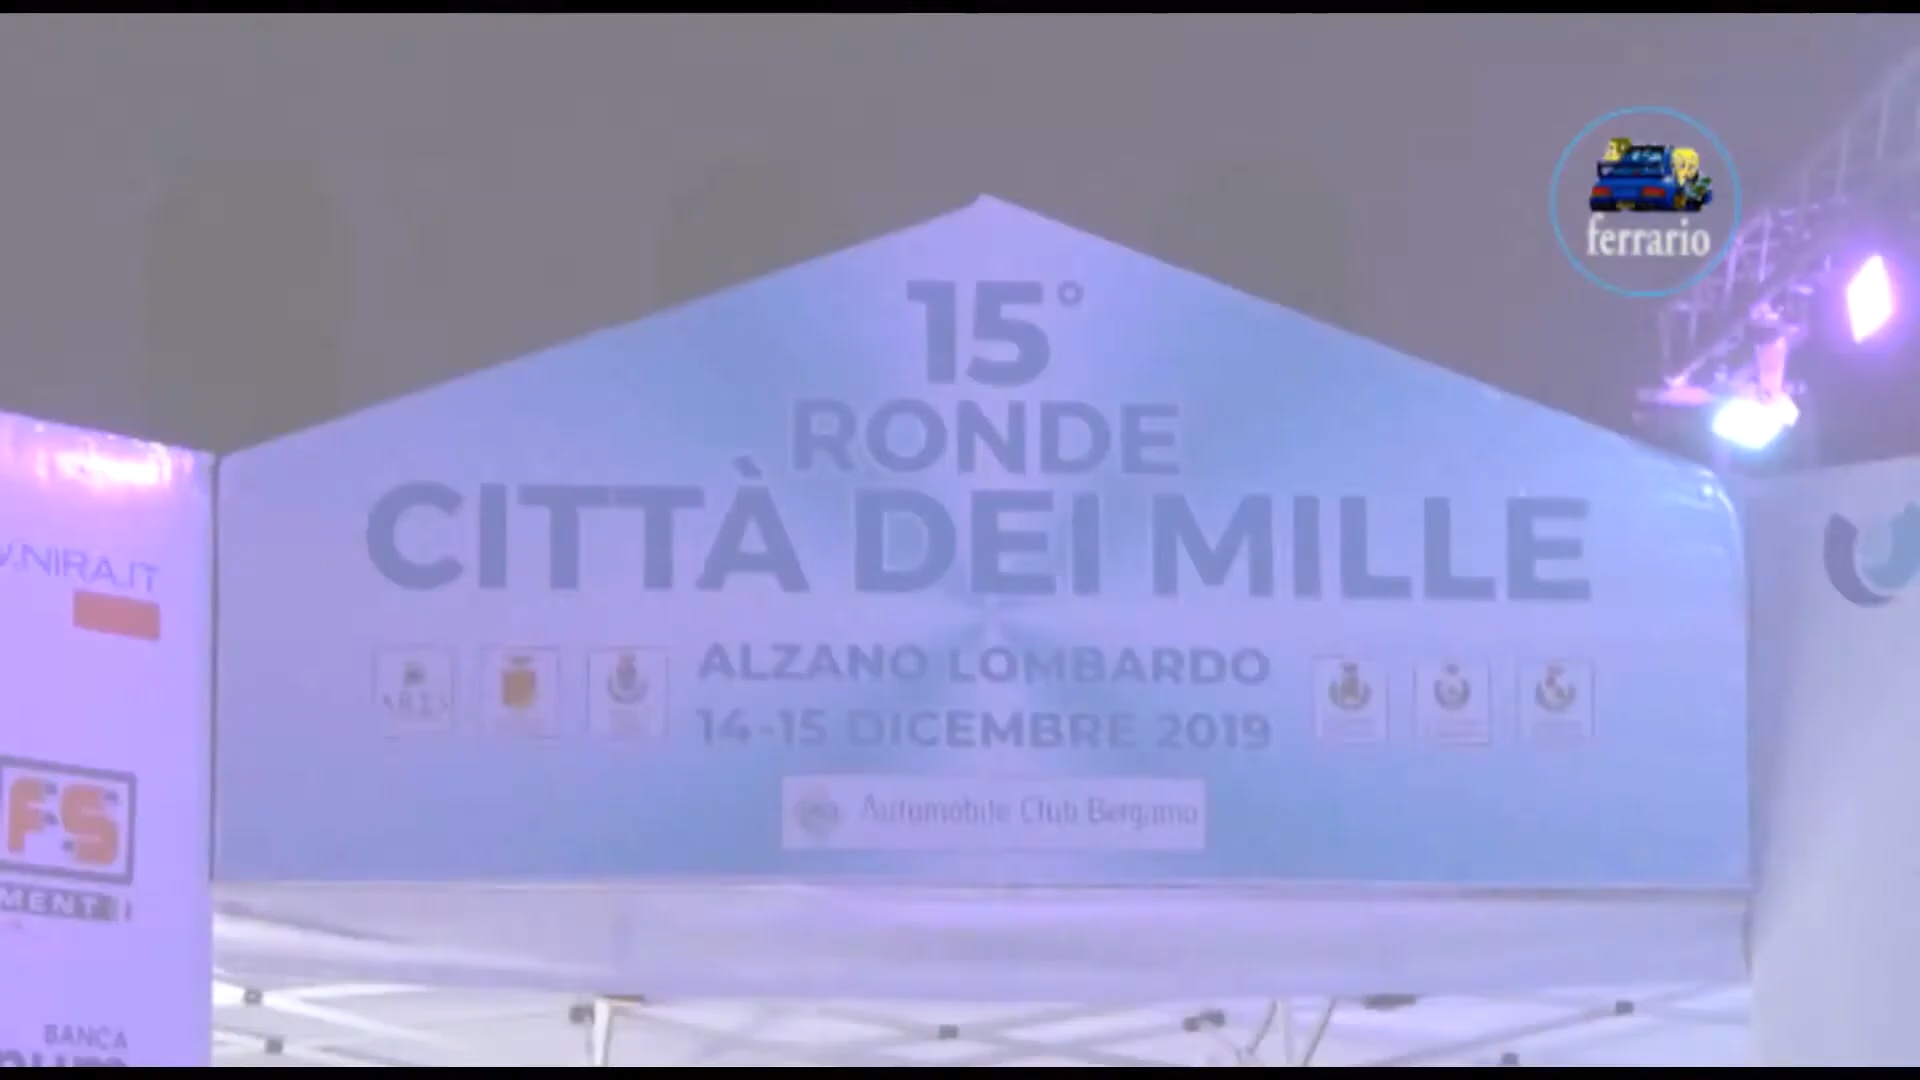 ferrario
15°
RONDE
CITTÀ DEI MILLE
ALZANO LOMBARDO
14-15 DICEMBRE 2019
Automobile Club Bergamo
.NIRA.IT
FS
MENTI
BANCA